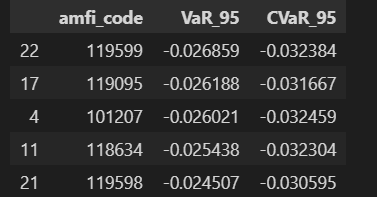 amfi_code VaR_95 CVaR_95
22 119599 -0.026859 -0.032384
17 119095 -0.026188 -0.031667
4 101207 -0.026021 -0.032459
11 118634 -0.025438 -0.032304
21 119598 -0.024507 -0.030595